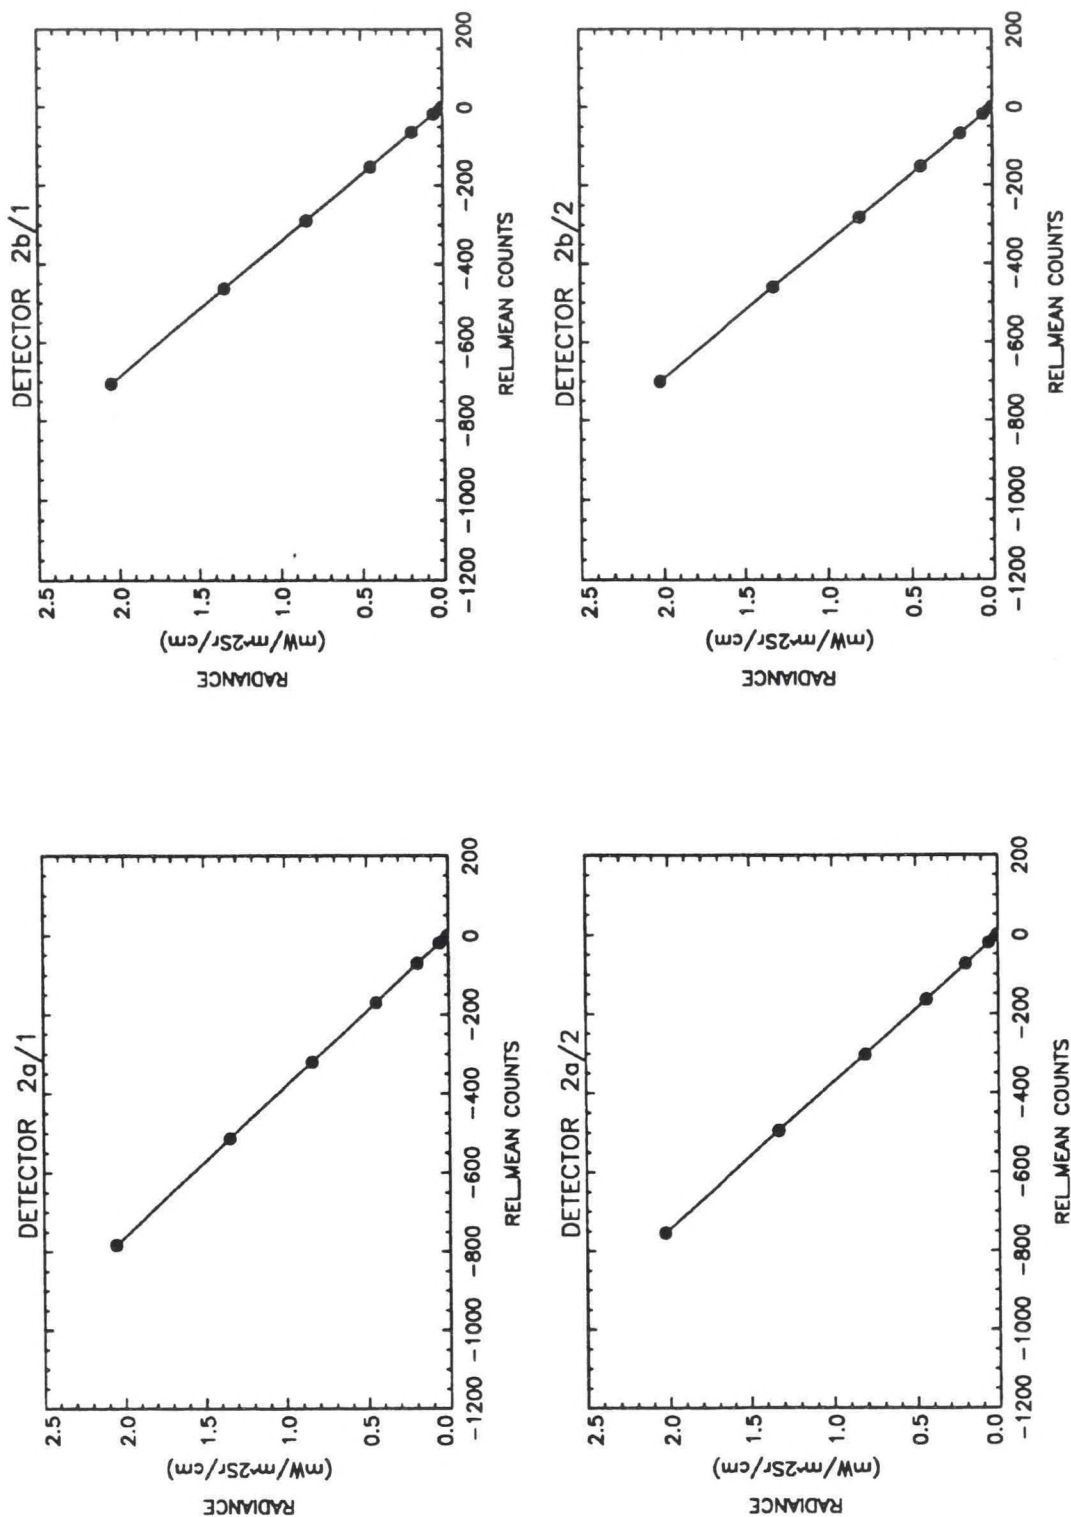 DETECTOR 2a/1
RADIANCE
(mW/m^2Sr/cm)
2.5
2.0
1.5
1.0
0.5
0.0
-1200 -1000 -800 -600 -400 -200 0 200
REL_MEAN COUNTS
DETECTOR 2b/1
RADIANCE
(mW/m^2Sr/cm)
2.5
2.0
1.5
1.0
0.5
0.0
-1200 -1000 -800 -600 -400 -200 0 200
REL_MEAN COUNTS
DETECTOR 2a/2
RADIANCE
(mW/m^2Sr/cm)
2.5
2.0
1.5
1.0
0.5
0.0
-1200 -1000 -800 -600 -400 -200 0 200
REL_MEAN COUNTS
DETECTOR 2b/2
RADIANCE
(mW/m^2Sr/cm)
2.5
2.0
1.5
1.0
0.5
0.0
-1200 -1000 -800 -600 -400 -200 0 200
REL_MEAN COUNTS